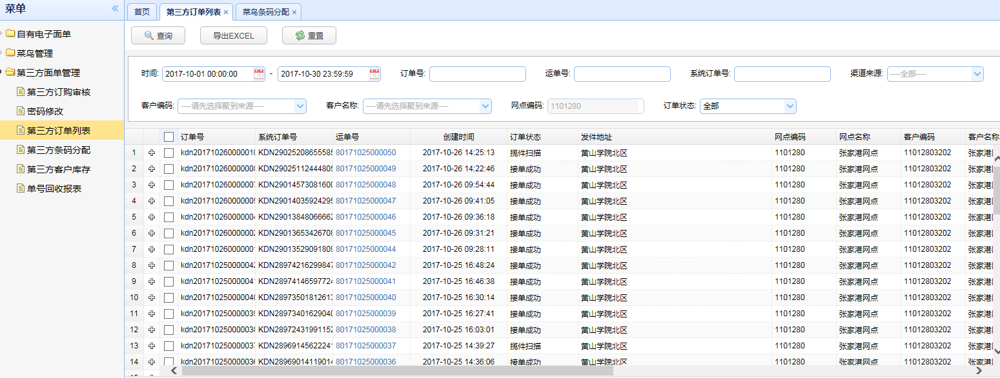 菜单
自有电子面单
菜鸟管理
第三方面单管理
第三方订购审核
密码修改
第三方订单列表
第三方条码分配
第三方客户库存
单号回收报表
首页 第三方订单列表 × 菜鸟条码分配 ×
查询 导出EXCEL 重置
时间: 2017-10-01 00:00:00 - 2017-10-30 23:59:59 订单号: 运单号: 系统订单号: 渠道来源: ----全部----
客户编码: ----请先选择聚到来源---- 客户名称: ----请先选择聚到来源---- 网点编码: 1101280 订单状态: 全部
订单号 系统订单号 运单号 创建时间 订单状态 发件地址 网点编码 网点名称 客户编码 客户名称
1 kdn2017102600001 KDN29025208655585 80171025000050 2017-10-26 14:25:13 揽件扫描 黄山学院北区 1101280 张家港网点 11012803202 张家港
2 kdn2017102600000 KDN29025112444805 80171025000049 2017-10-26 14:22:46 接单成功 黄山学院北区 1101280 张家港网点 11012803202 张家港
3 kdn2017102600000 KDN29014573081600 80171025000048 2017-10-26 09:54:44 接单成功 黄山学院北区 1101280 张家港网点 11012803202 张家港
4 kdn2017102600000 KDN29014035924295 80171025000047 2017-10-26 09:41:05 接单成功 黄山学院北区 1101280 张家港网点 11012803202 张家港
5 kdn2017102600000 KDN29013848066662 80171025000046 2017-10-26 09:36:18 接单成功 黄山学院北区 1101280 张家港网点 11012803202 张家港
6 kdn2017102600000 KDN29013653426708 80171025000045 2017-10-26 09:31:21 接单成功 黄山学院北区 1101280 张家港网点 11012803202 张家港
7 kdn2017102600000 KDN29013529091809 80171025000044 2017-10-26 09:28:11 接单成功 黄山学院北区 1101280 张家港网点 11012803202 张家港
8 kdn2017102500004 KDN28974216299847 80171025000042 2017-10-25 16:48:24 接单成功 黄山学院北区 1101280 张家港网点 11012803202 张家港
9 kdn2017102500004 KDN28974146597724 80171025000041 2017-10-25 16:46:38 接单成功 黄山学院北区 1101280 张家港网点 11012803202 张家港
10 kdn2017102500004 KDN28973501812613 80171025000040 2017-10-25 16:30:14 接单成功 黄山学院北区 1101280 张家港网点 11012803202 张家港
11 kdn2017102500003 KDN28973401629040 80171025000039 2017-10-25 16:27:41 接单成功 黄山学院北区 1101280 张家港网点 11012803202 张家港
12 kdn2017102500003 KDN28972431991152 80171025000038 2017-10-25 16:03:01 接单成功 黄山学院北区 1101280 张家港网点 11012803202 张家港
13 kdn2017102500003 KDN28969145622241 80171025000037 2017-10-25 14:39:27 揽件扫描 黄山学院北区 1101280 张家港网点 11012803202 张家港
14 kdn2017102500003 KDN28969014119014 80171025000036 2017-10-25 14:36:06 接单成功 黄山学院北区 1101280 张家港网点 11012803202 张家港